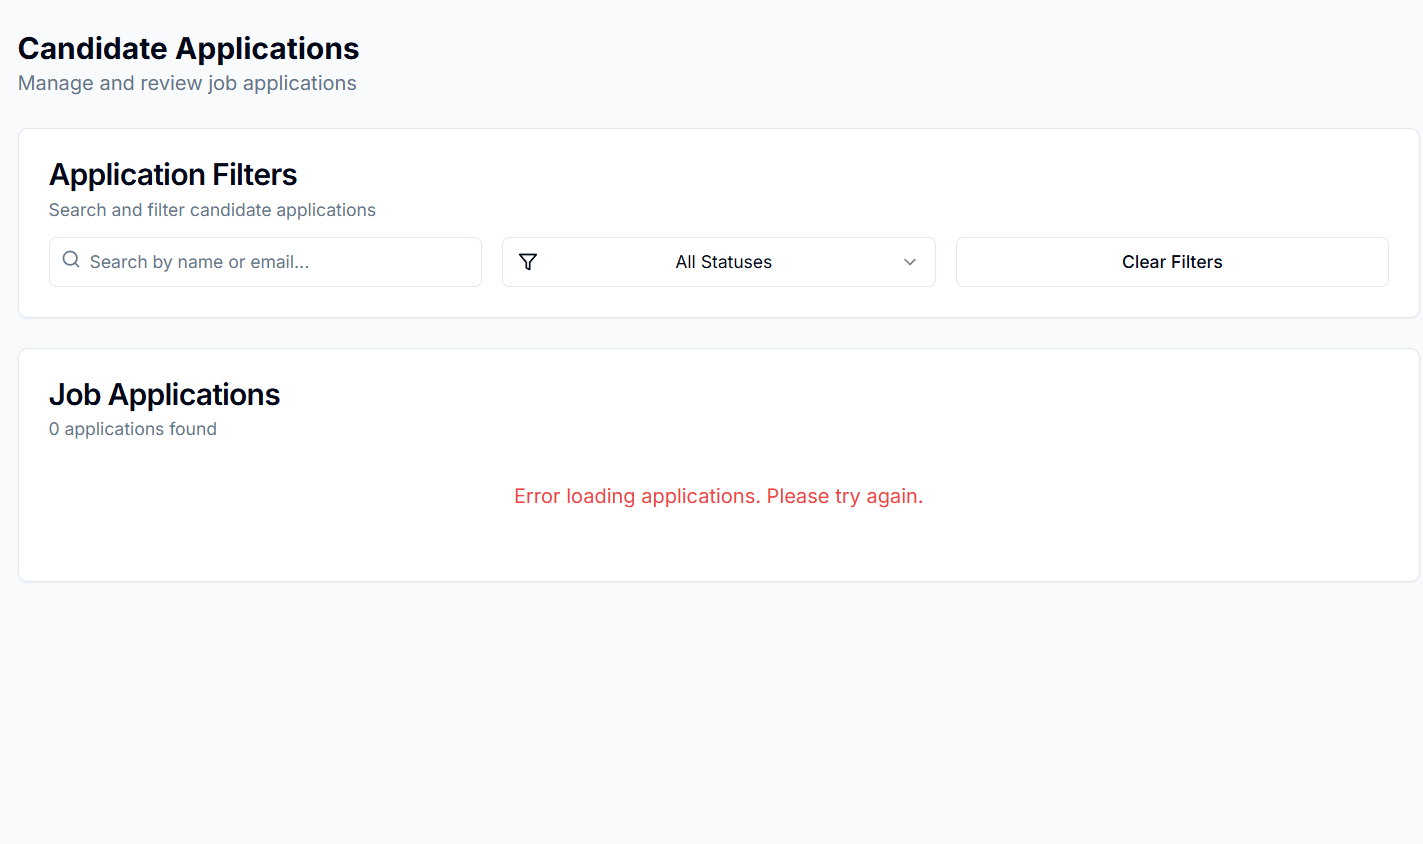 Candidate Applications
Manage and review job applications
Application Filters
Search and filter candidate applications
Search by name or email...
All Statuses
Clear Filters
Job Applications
0 applications found
Error loading applications. Please try again.